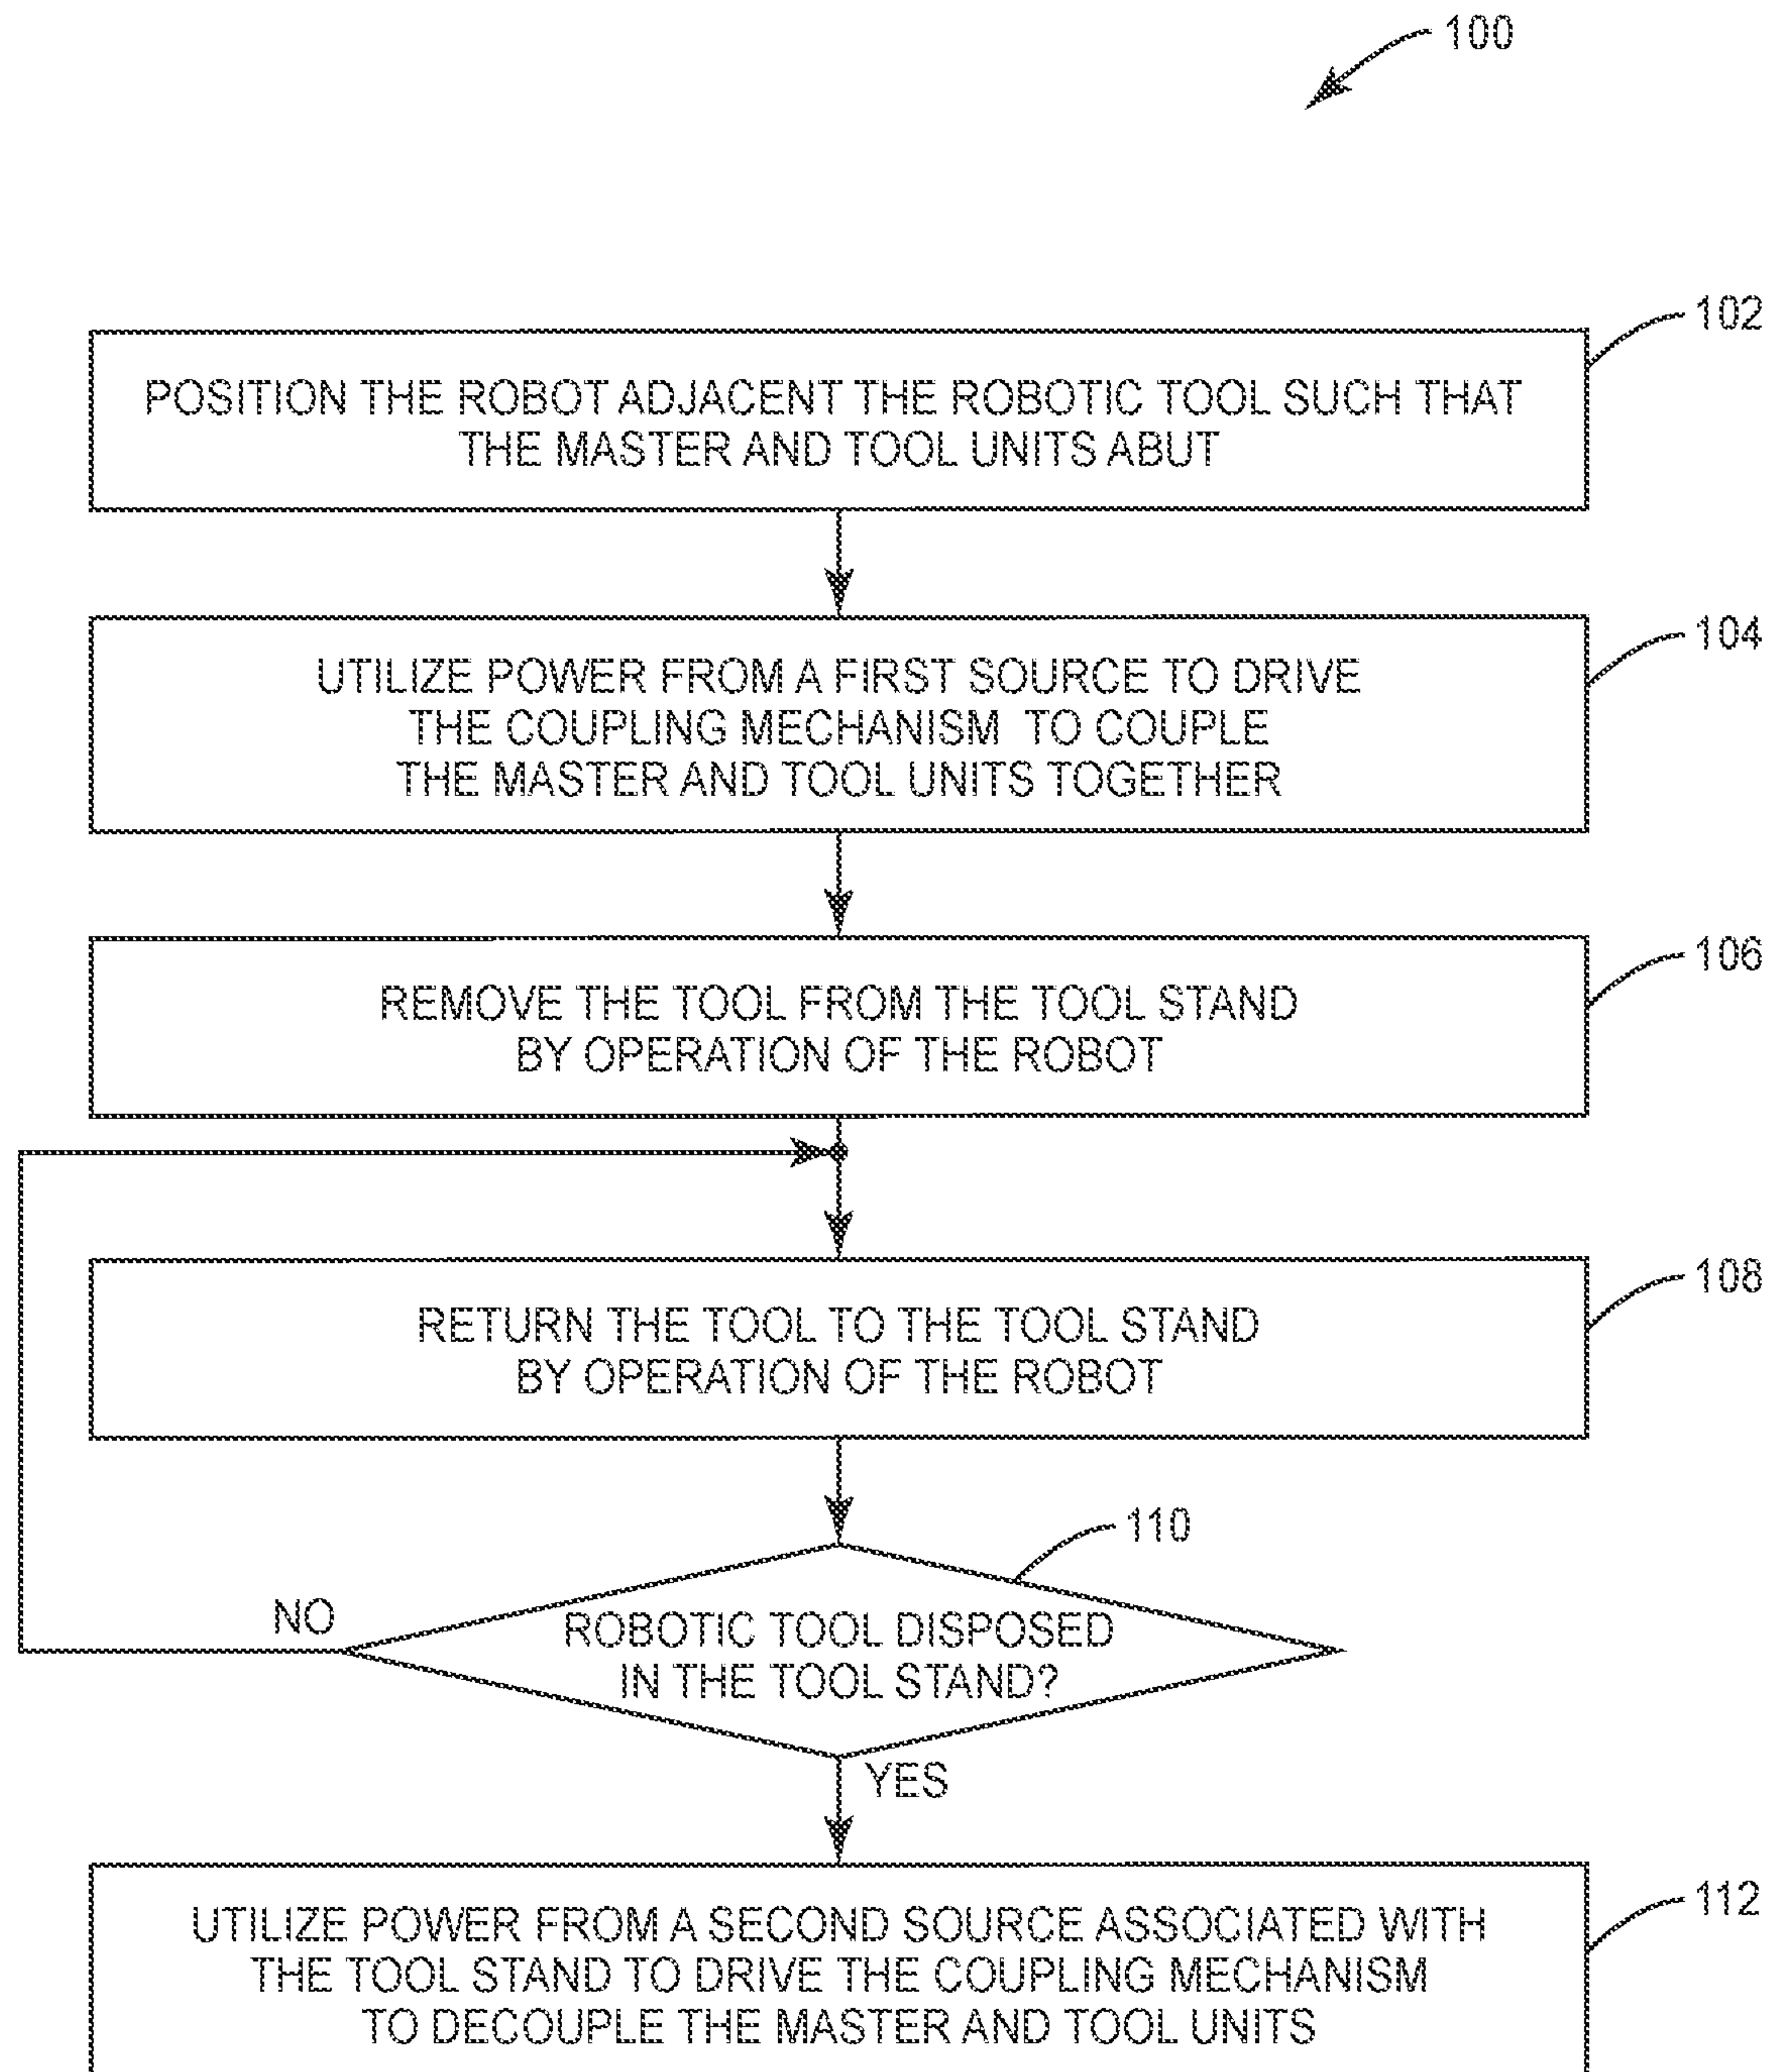 100
102
POSITION THE ROBOT ADJACENT THE ROBOTIC TOOL SUCH THAT
THE MASTER AND TOOL UNITS ABUT
104
UTILIZE POWER FROM A FIRST SOURCE TO DRIVE
THE COUPLING MECHANISM TO COUPLE
THE MASTER AND TOOL UNITS TOGETHER
106
REMOVE THE TOOL FROM THE TOOL STAND
BY OPERATION OF THE ROBOT
108
RETURN THE TOOL TO THE TOOL STAND
BY OPERATION OF THE ROBOT
110
NO
ROBOTIC TOOL DISPOSED
IN THE TOOL STAND?
YES
112
UTILIZE POWER FROM A SECOND SOURCE ASSOCIATED WITH
THE TOOL STAND TO DRIVE THE COUPLING MECHANISM
TO DECOUPLE THE MASTER AND TOOL UNITS